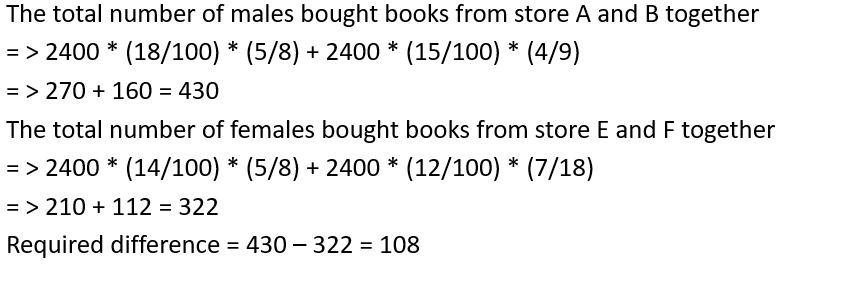 The total number of males bought books from store A and B together
= > 2400 * (18/100) * (5/8) + 2400 * (15/100) * (4/9)
= > 270 + 160 = 430
The total number of females bought books from store E and F together
= > 2400 * (14/100) * (5/8) + 2400 * (12/100) * (7/18)
= > 210 + 112 = 322
Required difference = 430 – 322 = 108